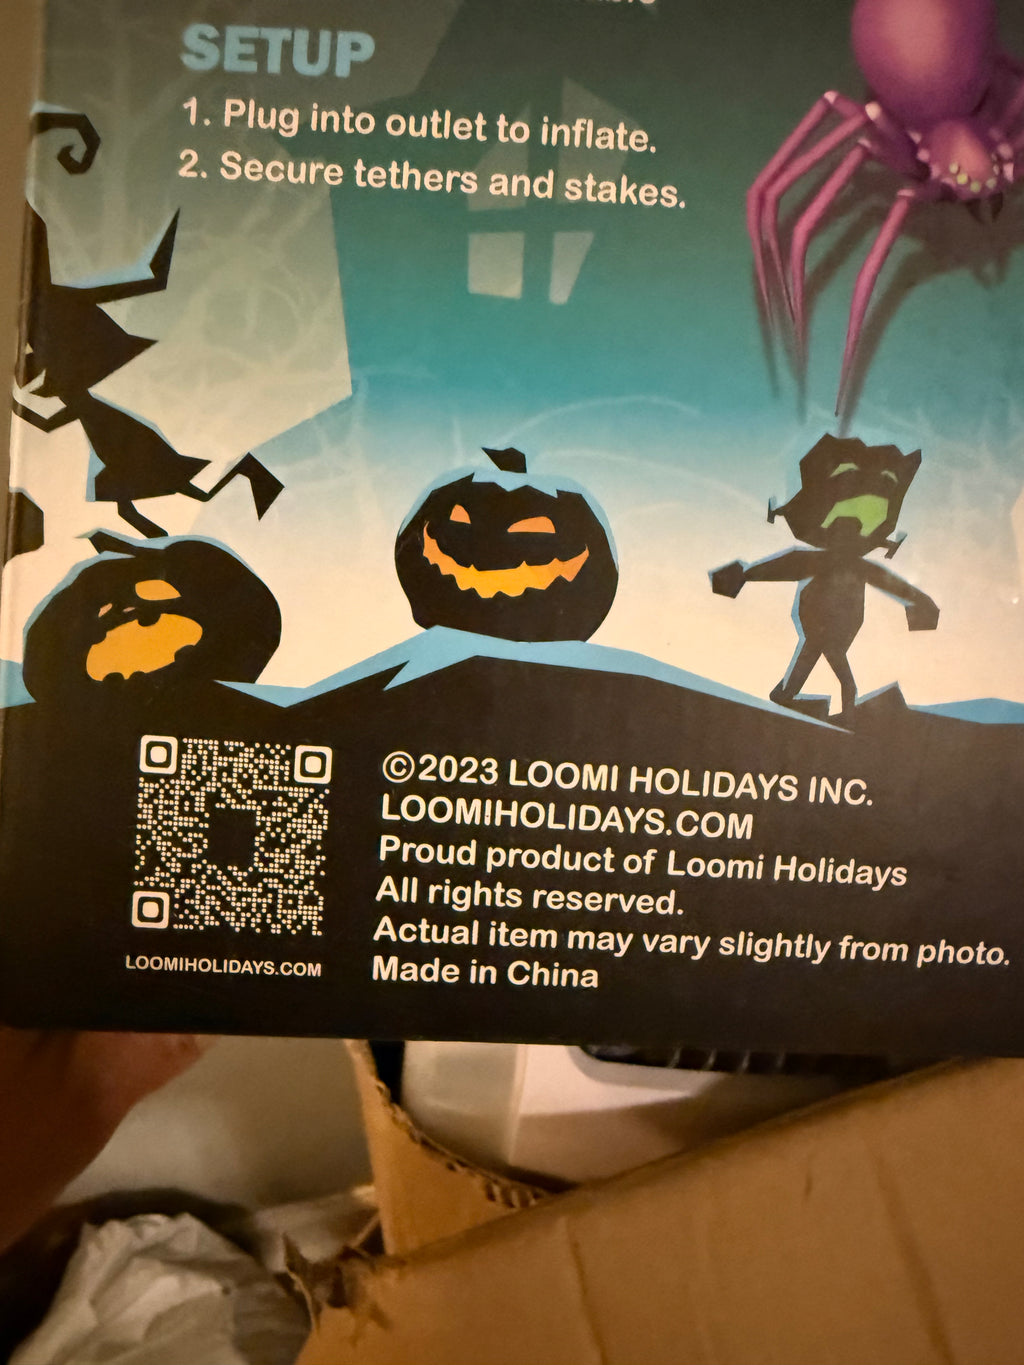 SETUP
1. Plug into outlet to inflate.
2. Secure tethers and stakes.
©2023 LOOMI HOLIDAYS INC.
LOOMIHOLIDAYS.COM
Proud product of Loomi Holidays
All rights reserved.
Actual item may vary slightly from photo.
Made in China
LOOMIHOLIDAYS.COM